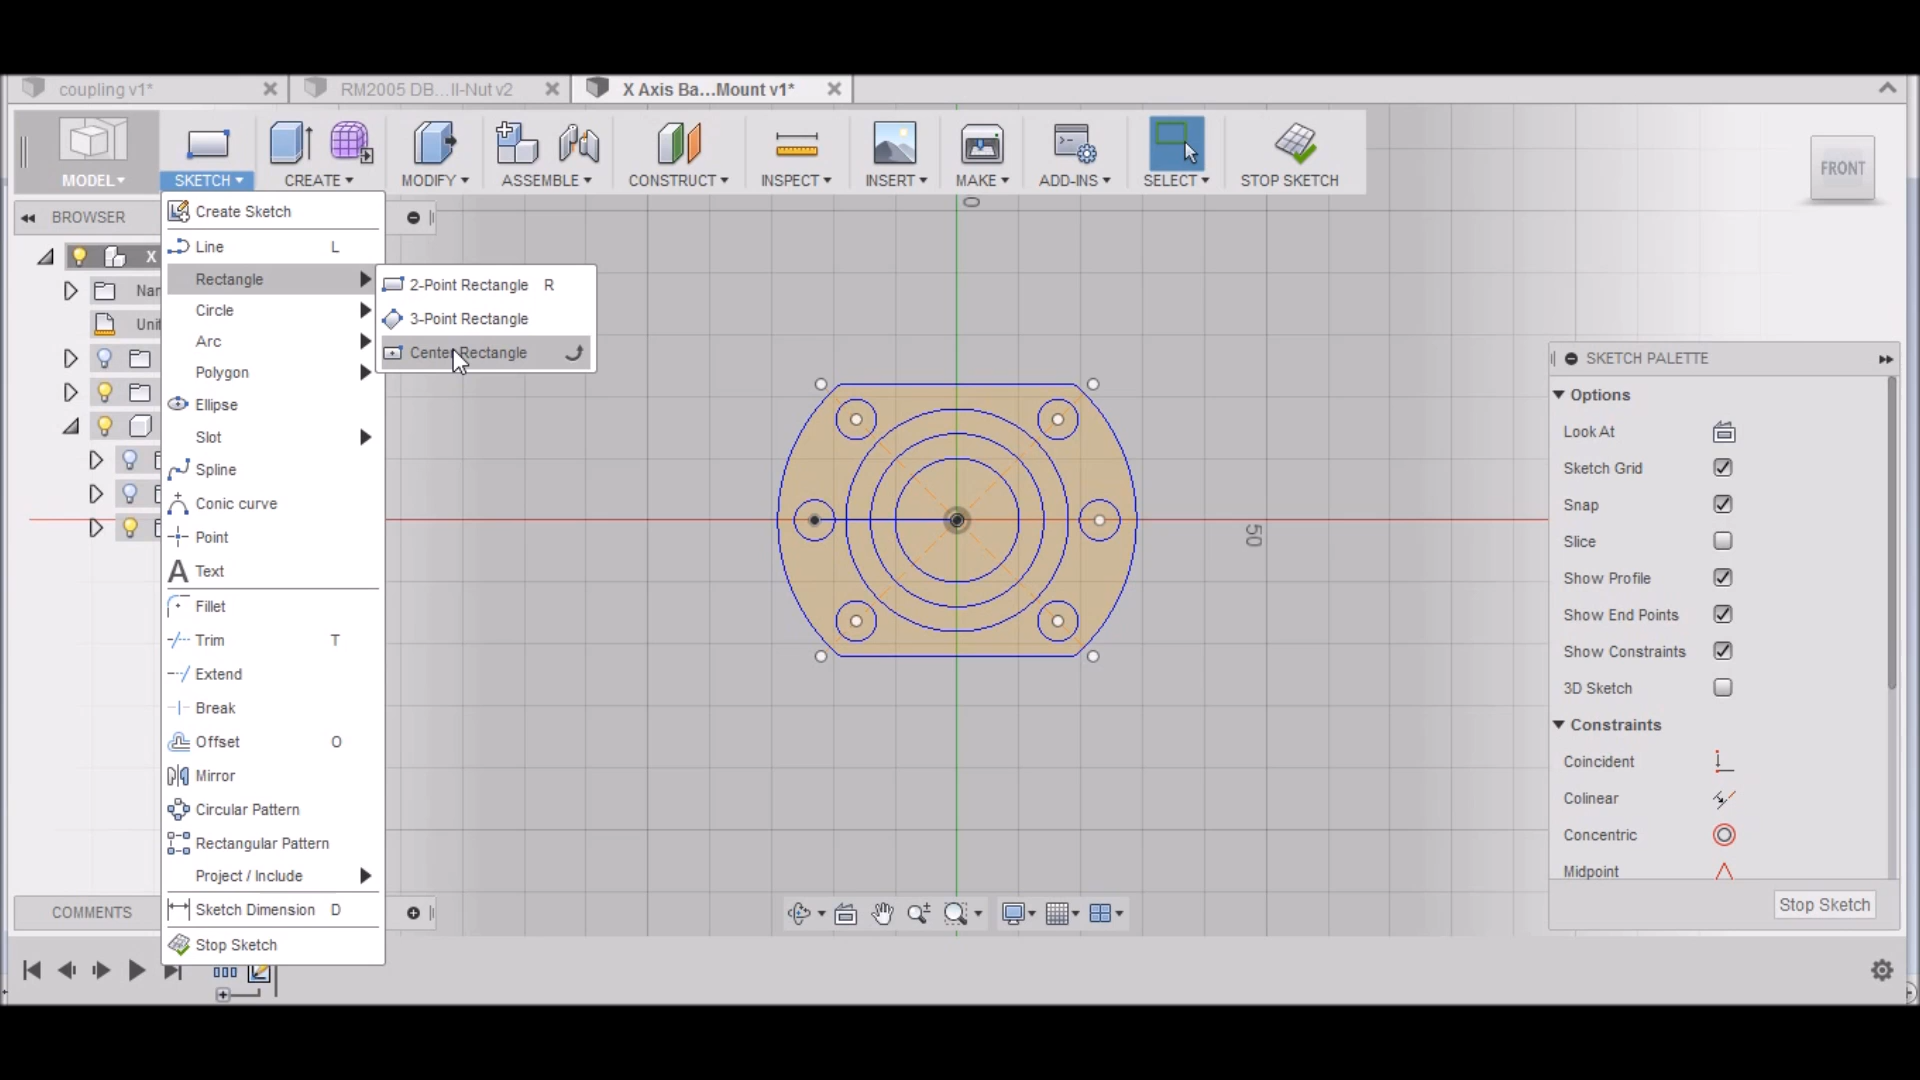 coupling v1*
RM2005 DB...ll-Nut v2
X Axis Ba...Mount v1*
MODEL
SKETCH
CREATE
MODIFY
ASSEMBLE
CONSTRUCT
INSPECT
INSERT
MAKE
ADD-INS
SELECT
STOP SKETCH
FRONT
BROWSER
X
Nar
Unit
Create Sketch
Line L
Rectangle
Circle
Arc
Polygon
Ellipse
Slot
Spline
Conic curve
Point
Text
Fillet
Trim T
Extend
Break
Offset O
Mirror
Circular Pattern
Rectangular Pattern
Project / Include
Sketch Dimension D
Stop Sketch
2-Point Rectangle R
3-Point Rectangle
Center Rectangle
0
50
SKETCH PALETTE
Options
Look At
Sketch Grid
Snap
Slice
Show Profile
Show End Points
Show Constraints
3D Sketch
Constraints
Coincident
Colinear
Concentric
Midpoint
Stop Sketch
COMMENTS